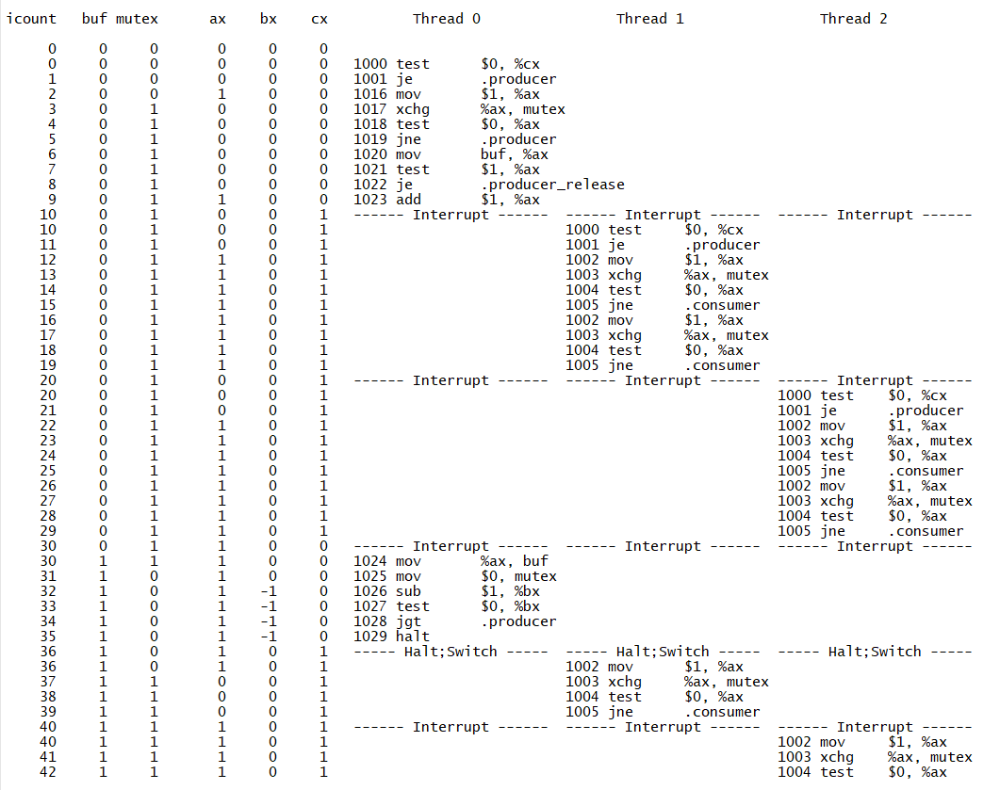 icount   buf mutex      ax    bx    cx          Thread 0                Thread 1                Thread 2
     0     0     0       0     0     0
     0     0     0       0     0     0   1000 test      $0, %cx
     1     0     0       0     0     0   1001 je        .producer
     2     0     0       1     0     0   1016 mov       $1, %ax
     3     0     1       0     0     0   1017 xchg      %ax, mutex
     4     0     1       0     0     0   1018 test      $0, %ax
     5     0     1       0     0     0   1019 jne       .producer
     6     0     1       0     0     0   1020 mov       buf, %ax
     7     0     1       0     0     0   1021 test      $1, %ax
     8     0     1       0     0     0   1022 je        .producer_release
     9     0     1       1     0     0   1023 add       $1, %ax
    10     0     1       0     0     1   ------ Interrupt ------  ------ Interrupt ------  ------ Interrupt ------
    10     0     1       0     0     1                            1000 test     $0, %cx
    11     0     1       0     0     1                            1001 je       .producer
    12     0     1       1     0     1                            1002 mov      $1, %ax
    13     0     1       1     0     1                            1003 xchg     %ax, mutex
    14     0     1       1     0     1                            1004 test     $0, %ax
    15     0     1       1     0     1                            1005 jne      .consumer
    16     0     1       1     0     1                            1002 mov      $1, %ax
    17     0     1       1     0     1                            1003 xchg     %ax, mutex
    18     0     1       1     0     1                            1004 test     $0, %ax
    19     0     1       1     0     1                            1005 jne      .consumer
    20     0     1       0     0     1   ------ Interrupt ------  ------ Interrupt ------  ------ Interrupt ------
    20     0     1       0     0     1                                                     1000 test    $0, %cx
    21     0     1       0     0     1                                                     1001 je      .producer
    22     0     1       1     0     1                                                     1002 mov     $1, %ax
    23     0     1       1     0     1                                                     1003 xchg    %ax, mutex
    24     0     1       1     0     1                                                     1004 test    $0, %ax
    25     0     1       1     0     1                                                     1005 jne     .consumer
    26     0     1       1     0     1                                                     1002 mov     $1, %ax
    27     0     1       1     0     1                                                     1003 xchg    %ax, mutex
    28     0     1       1     0     1                                                     1004 test    $0, %ax
    29     0     1       1     0     1                                                     1005 jne     .consumer
    30     0     1       1     0     0   ------ Interrupt ------  ------ Interrupt ------  ------ Interrupt ------
    30     1     1       1     0     0   1024 mov       %ax, buf
    31     1     0       1     0     0   1025 mov       $0, mutex
    32     1     0       1    -1     0   1026 sub       $1, %bx
    33     1     0       1    -1     0   1027 test      $0, %bx
    34     1     0       1    -1     0   1028 jgt       .producer
    35     1     0       1    -1     0   1029 halt
    36     1     0       1     0     1   ----- Halt;Switch -----  ----- Halt;Switch -----  ----- Halt;Switch -----
    36     1     0       1     0     1                            1002 mov      $1, %ax
    37     1     1       0     0     1                            1003 xchg     %ax, mutex
    38     1     1       0     0     1                            1004 test     $0, %ax
    39     1     1       0     0     1                            1005 jne      .consumer
    40     1     1       1     0     1   ------ Interrupt ------  ------ Interrupt ------  ------ Interrupt ------
    40     1     1       1     0     1                                                     1002 mov     $1, %ax
    41     1     1       1     0     1                                                     1003 xchg    %ax, mutex
    42     1     1       1     0     1                                                     1004 test    $0, %ax